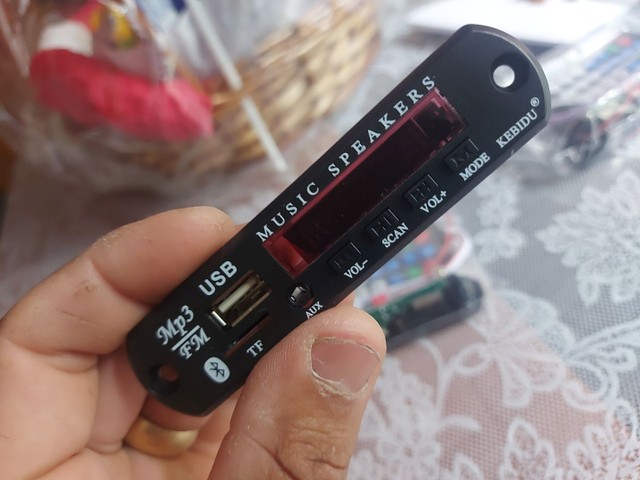 MUSIC SPEAKERS
KEBIDU®
MODE
VOL+
SCAN
VOL-
AUX
USB
TF
Mp3
FM